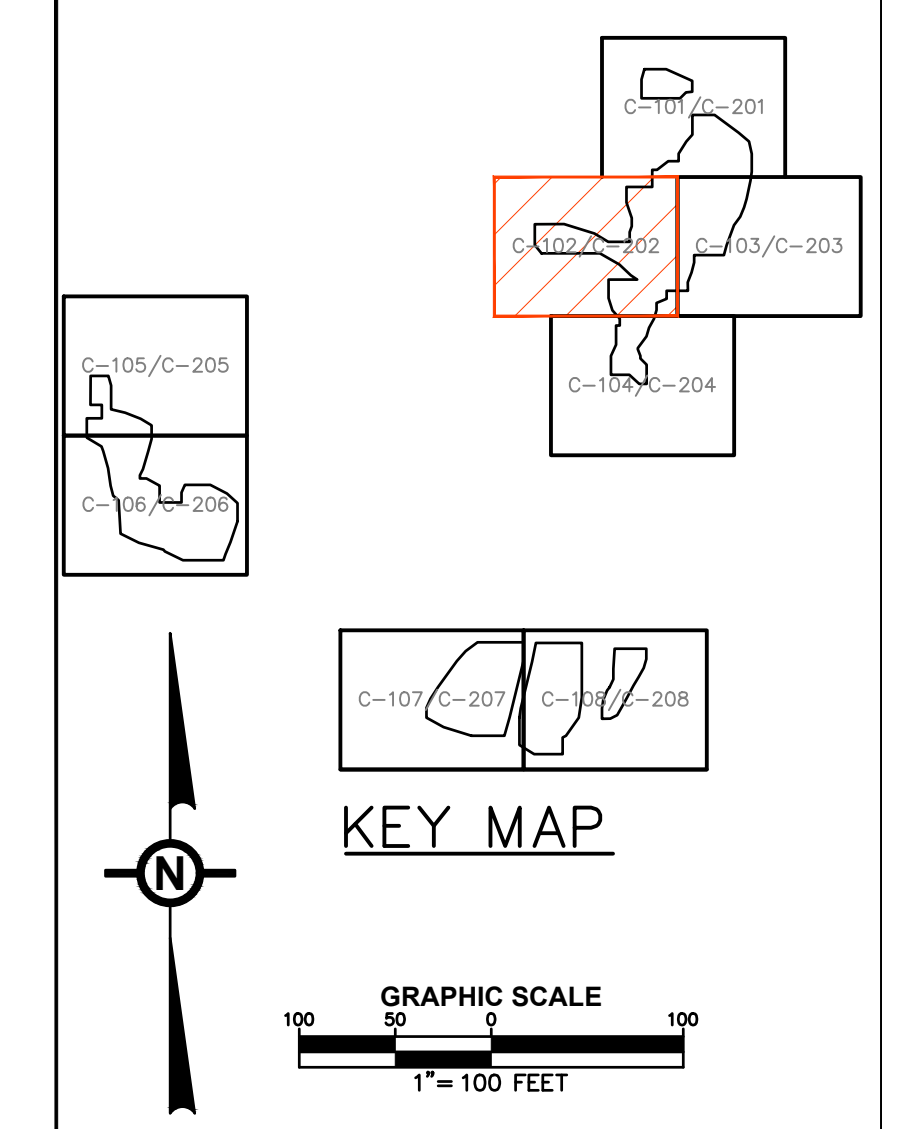 C-101/C-201
C-102/C-202
C-103/C-203
C-104/C-204
C-105/C-205
C-106/C-206
C-107/C-207
C-108/C-208
KEY MAP
N
GRAPHIC SCALE
100 50 0 100
1"= 100 FEET